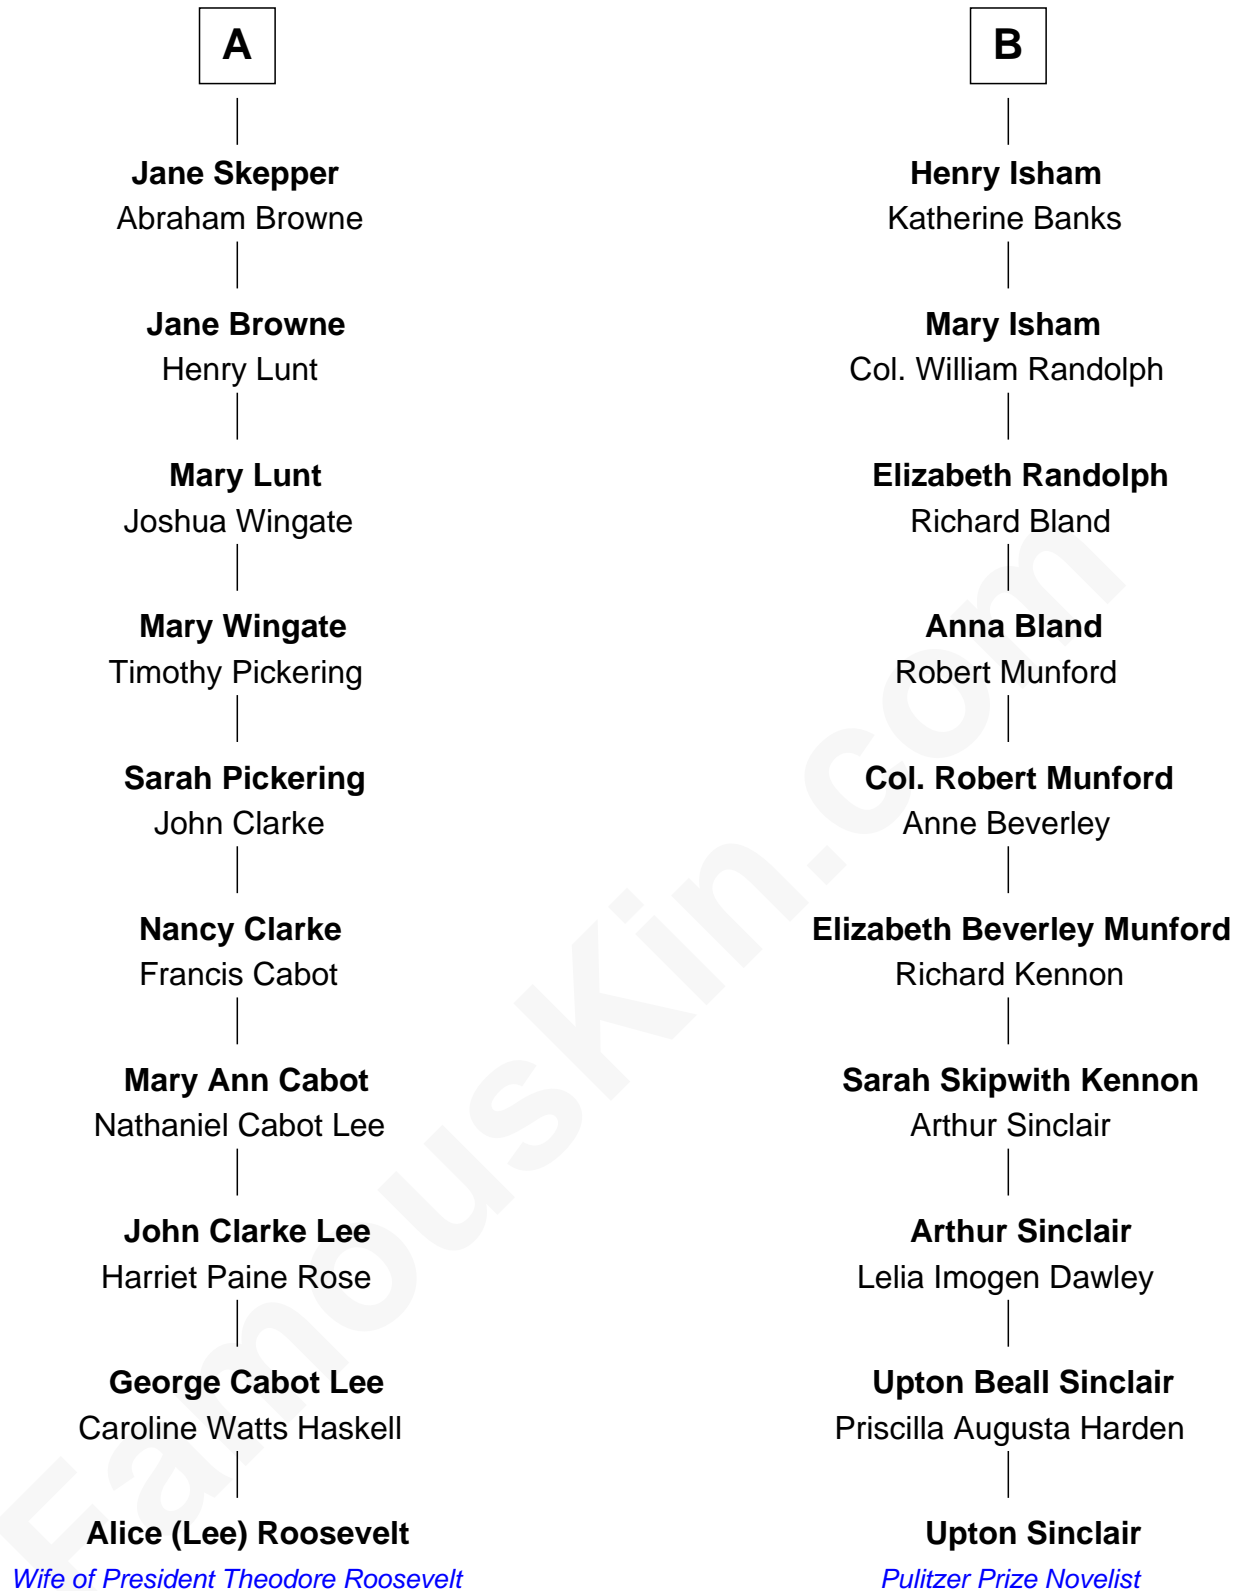 A
Jane Skepper
Abraham Browne
Jane Browne
Henry Lunt
Mary Lunt
Joshua Wingate
Mary Wingate
Timothy Pickering
Sarah Pickering
John Clarke
Nancy Clarke
Francis Cabot
Mary Ann Cabot
Nathaniel Cabot Lee
John Clarke Lee
Harriet Paine Rose
George Cabot Lee
Caroline Watts Haskell
Alice (Lee) Roosevelt
Wife of President Theodore Roosevelt
B
Henry Isham
Katherine Banks
Mary Isham
Col. William Randolph
Elizabeth Randolph
Richard Bland
Anna Bland
Robert Munford
Col. Robert Munford
Anne Beverley
Elizabeth Beverley Munford
Richard Kennon
Sarah Skipwith Kennon
Arthur Sinclair
Arthur Sinclair
Lelia Imogen Dawley
Upton Beall Sinclair
Priscilla Augusta Harden
Upton Sinclair
Pulitzer Prize Novelist
FamousKin.com